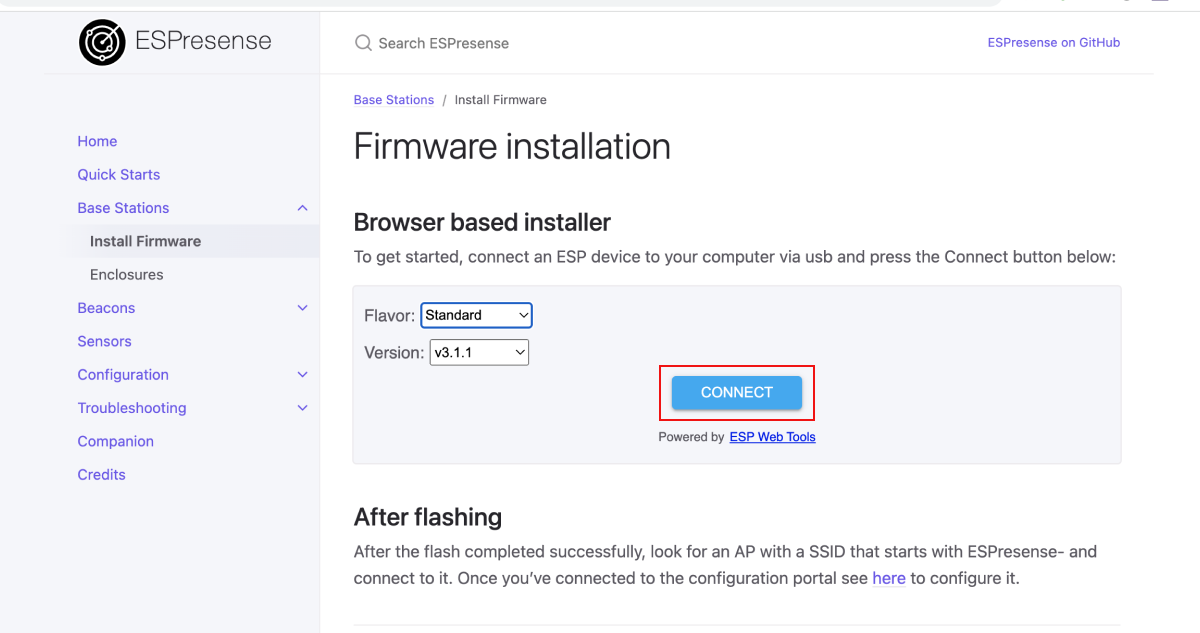 ESPresense
Search ESPresense
ESPresense on GitHub
Home
Quick Starts
Base Stations
Install Firmware
Enclosures
Beacons
Sensors
Configuration
Troubleshooting
Companion
Credits
Base Stations / Install Firmware
Firmware installation
Browser based installer
To get started, connect an ESP device to your computer via usb and press the Connect button below:
Flavor: Standard
Version: v3.1.1
CONNECT
Powered by ESP Web Tools
After flashing
After the flash completed successfully, look for an AP with a SSID that starts with ESPresense- and
connect to it. Once you’ve connected to the configuration portal see here to configure it.